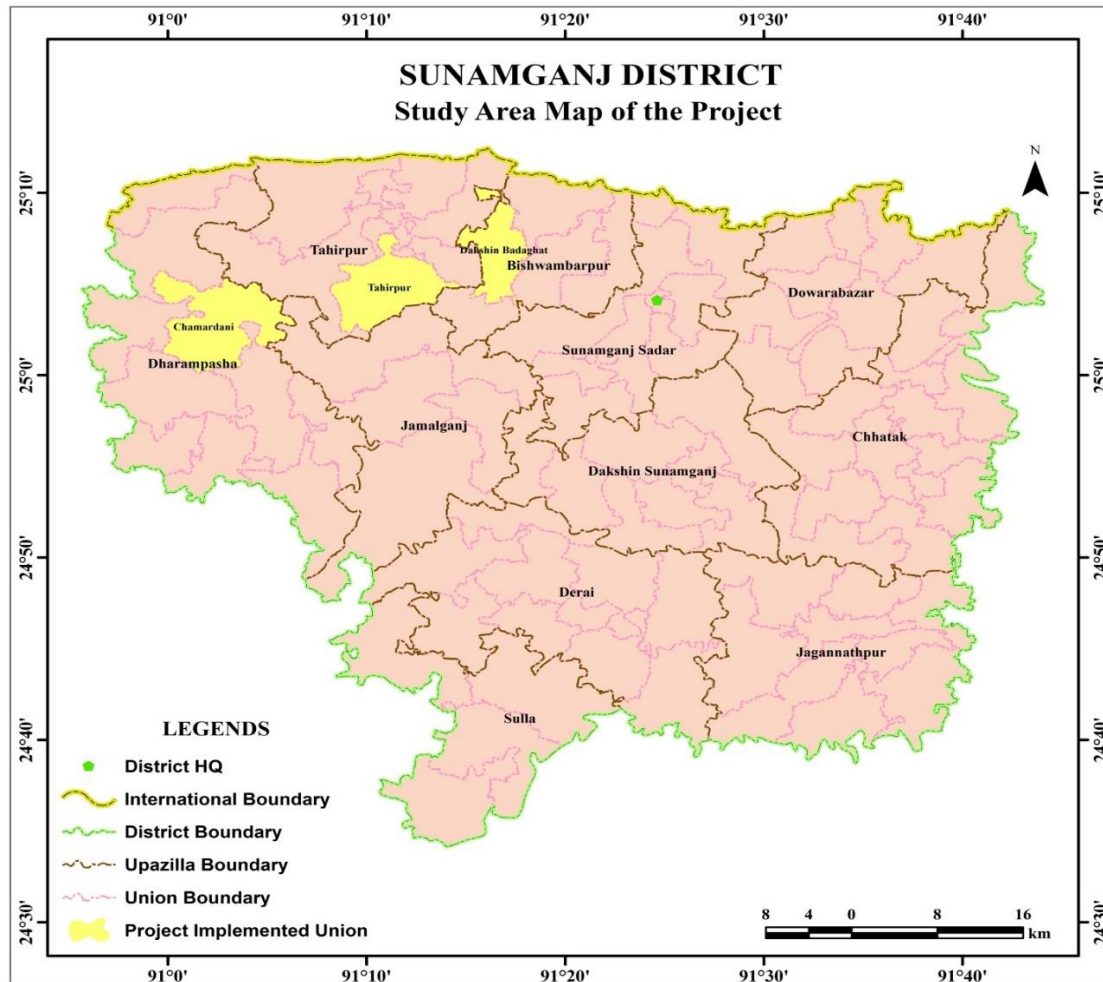 91°0' 91°10' 91°20' 91°30' 91°40'
SUNAMGANJ DISTRICT
Study Area Map of the Project
N
25°10' 25°10'
Tahirpur
Dakshin Badaghat
Bishwambarpur
Tahirpur
Dowarabazar
Chamardani
Dharampasha
Sunamganj Sadar
25°0' 25°0'
Jamalganj
Chhatak
Dakshin Sunamganj
24°50' 24°50'
Derai
Jagannathpur
Sulla
24°40' 24°40'
LEGENDS
District HQ
International Boundary
District Boundary
Upazilla Boundary
Union Boundary
Project Implemented Union
24°30' 24°30'
8 4 0 8 16
km
91°0' 91°10' 91°20' 91°30' 91°40'